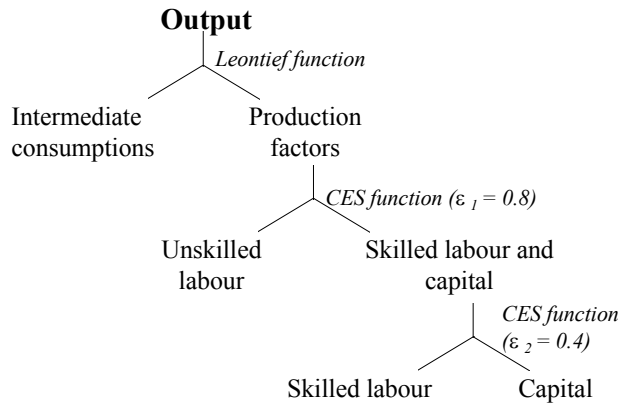 Output
Leontief function
Intermediate
consumptions
Production
factors
CES function (ε 1 = 0.8)
Unskilled
labour
Skilled labour and
capital
CES function
(ε 2 = 0.4)
Skilled labour
Capital